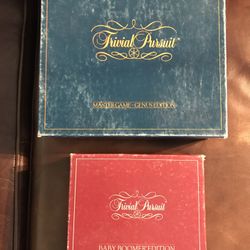 Trivial Pursuit
MASTER GAME—GENUS EDITION
Trivial Pursuit
BABY BOOMER EDITION